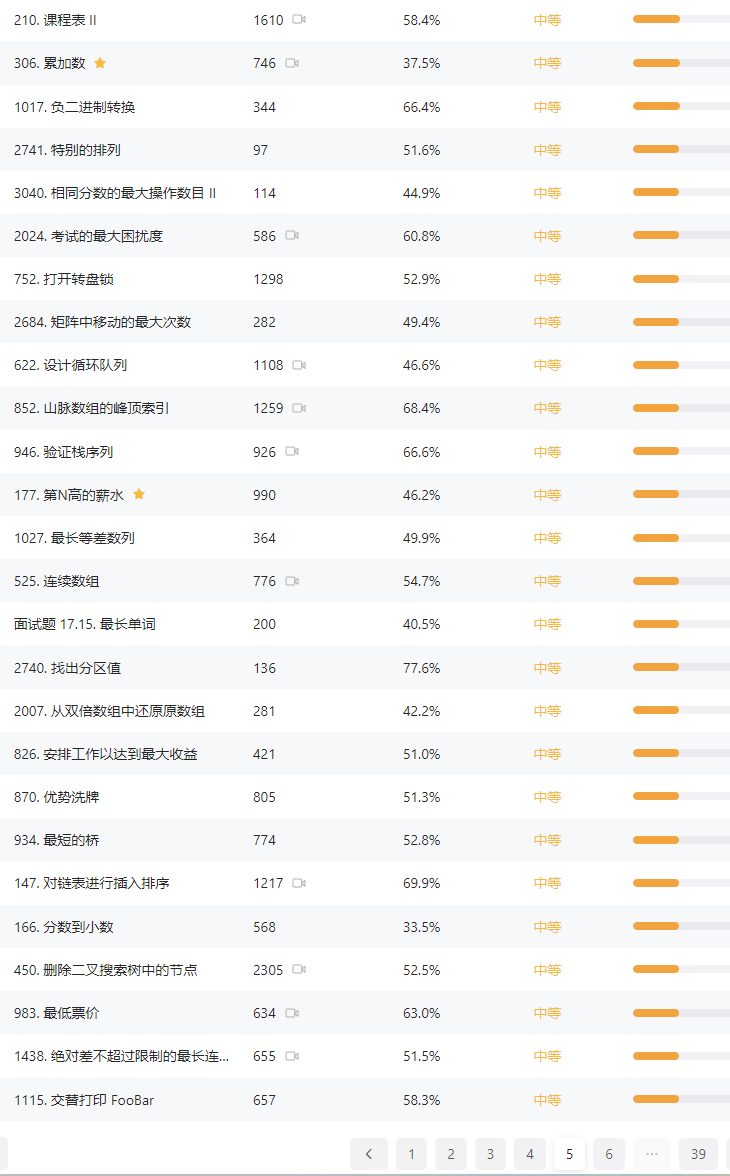 210. 课程表 II 1610 58.4% 中等
306. 累加数 746 37.5% 中等
1017. 负二进制转换 344 66.4% 中等
2741. 特别的排列 97 51.6% 中等
3040. 相同分数的最大操作数目 II 114 44.9% 中等
2024. 考试的最大困扰度 586 60.8% 中等
752. 打开转盘锁 1298 52.9% 中等
2684. 矩阵中移动的最大次数 282 49.4% 中等
622. 设计循环队列 1108 46.6% 中等
852. 山脉数组的峰顶索引 1259 68.4% 中等
946. 验证栈序列 926 66.6% 中等
177. 第N高的薪水 990 46.2% 中等
1027. 最长等差数列 364 49.9% 中等
525. 连续数组 776 54.7% 中等
面试题 17.15. 最长单词 200 40.5% 中等
2740. 找出分区值 136 77.6% 中等
2007. 从双倍数组中还原原数组 281 42.2% 中等
826. 安排工作以达到最大收益 421 51.0% 中等
870. 优势洗牌 805 51.3% 中等
934. 最短的桥 774 52.8% 中等
147. 对链表进行插入排序 1217 69.9% 中等
166. 分数到小数 568 33.5% 中等
450. 删除二叉搜索树中的节点 2305 52.5% 中等
983. 最低票价 634 63.0% 中等
1438. 绝对差不超过限制的最长连... 655 51.5% 中等
1115. 交替打印 FooBar 657 58.3% 中等
1 2 3 4 5 6 ... 39